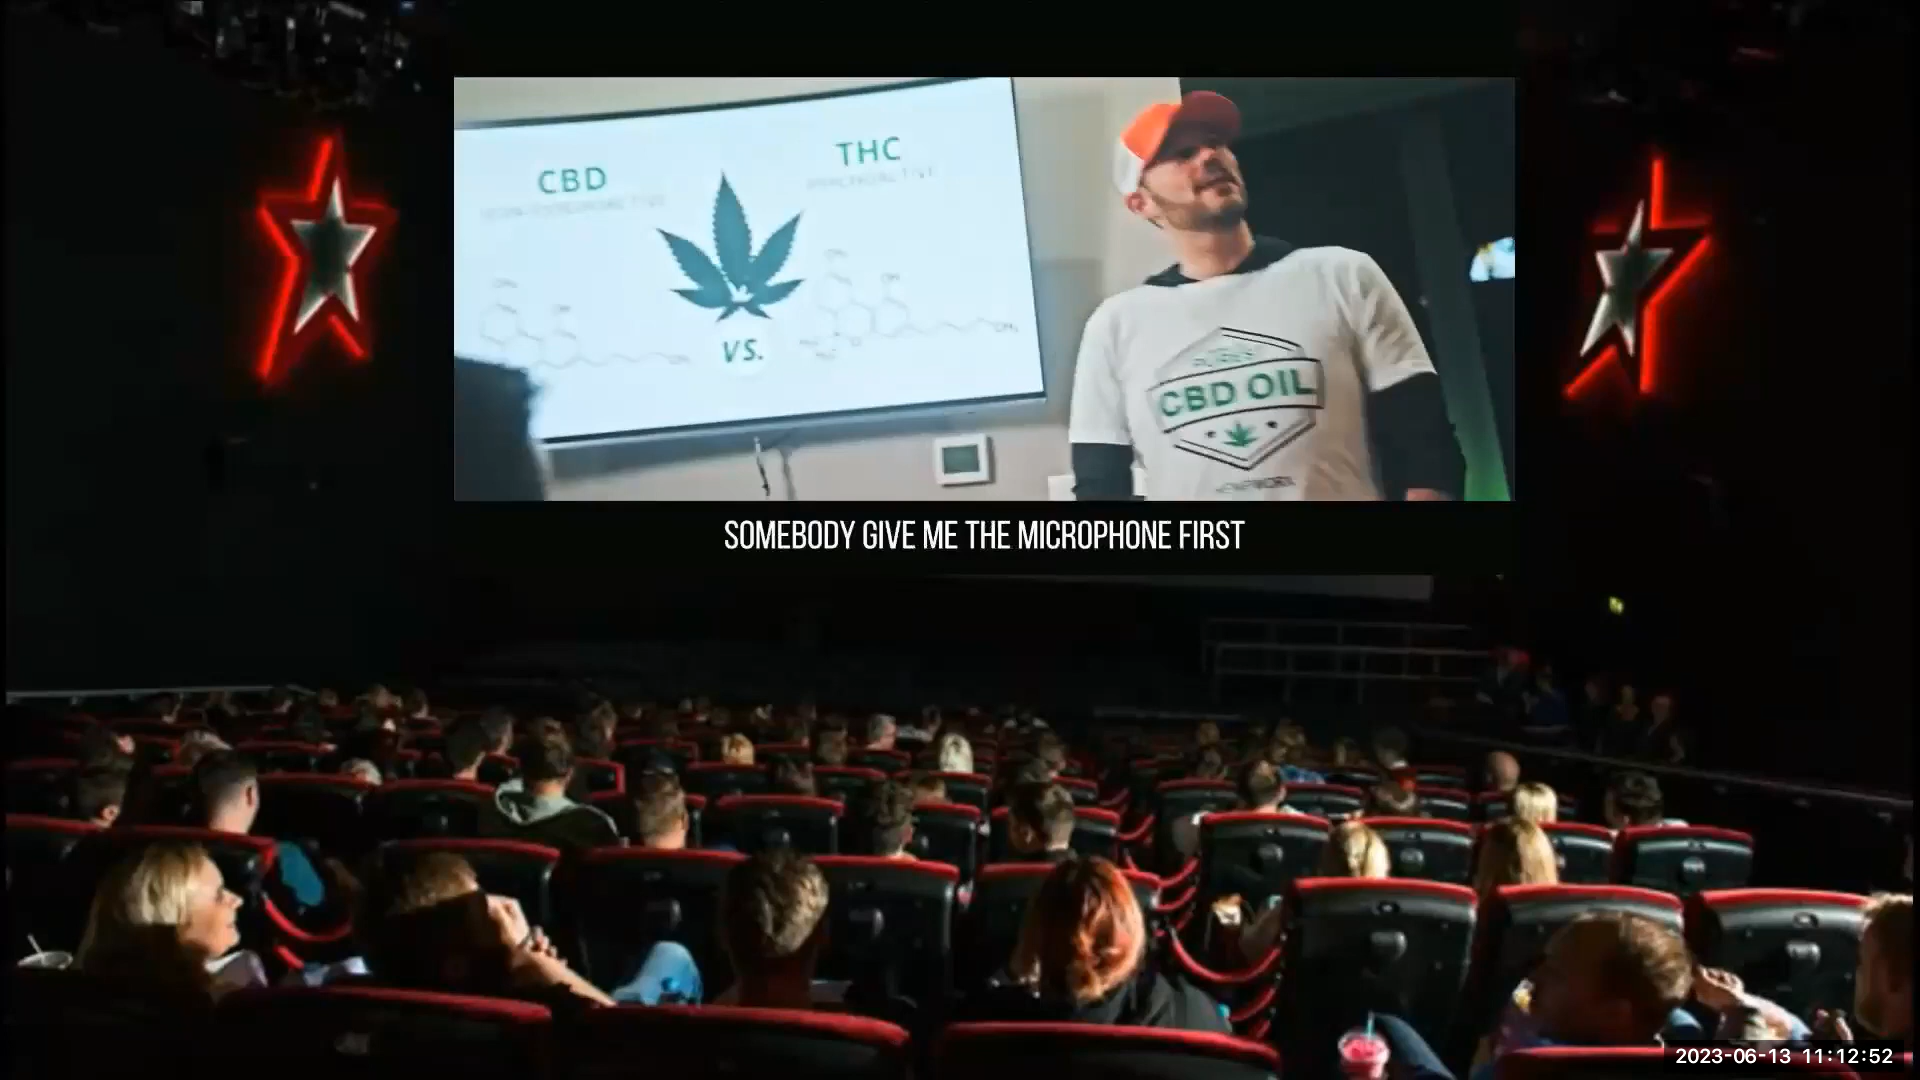 CBD
THC
VS.
CBD OIL
SOMEBODY GIVE ME THE MICROPHONE FIRST
2023-06-13 11:12:52